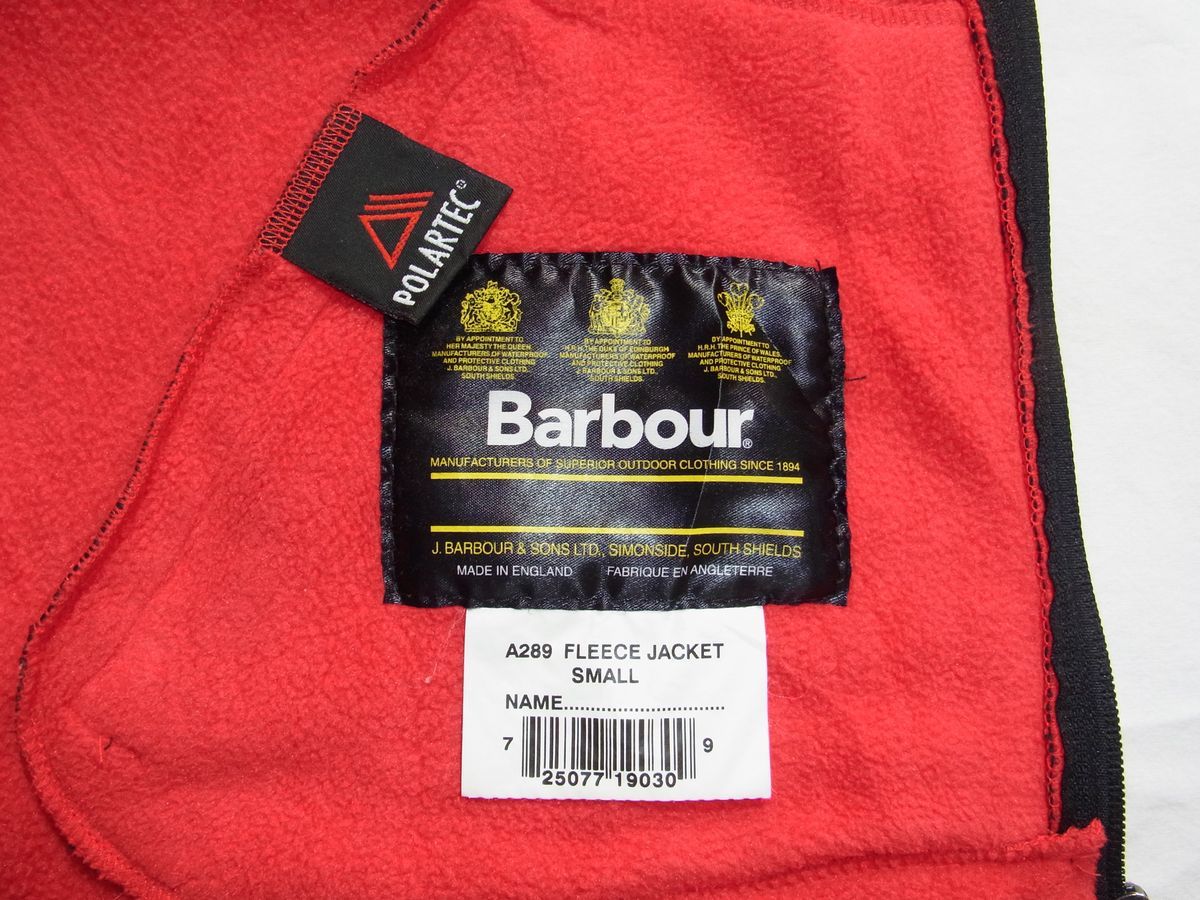 POLARTEC®
BY APPOINTMENT TO
HER MAJESTY THE QUEEN
MANUFACTURERS OF WATERPROOF
AND PROTECTIVE CLOTHING
J. BARBOUR & SONS LTD.,
SOUTH SHIELDS.
BY APPOINTMENT TO
H.R.H. THE DUKE OF EDINBURGH
MANUFACTURERS OF WATERPROOF
AND PROTECTIVE CLOTHING
J. BARBOUR & SONS LTD.,
SOUTH SHIELDS.
BY APPOINTMENT TO
H.R.H. THE PRINCE OF WALES.
MANUFACTURERS OF WATERPROOF
AND PROTECTIVE CLOTHING
J. BARBOUR & SONS LTD.,
SOUTH SHIELDS.
Barbour®
MANUFACTURERS OF SUPERIOR OUTDOOR CLOTHING SINCE 1894
J. BARBOUR & SONS LTD., SIMONSIDE, SOUTH SHIELDS
MADE IN ENGLAND FABRIQUE EN ANGLETERRE
A289 FLEECE JACKET
SMALL
NAME.............................
7 25077 19030 9